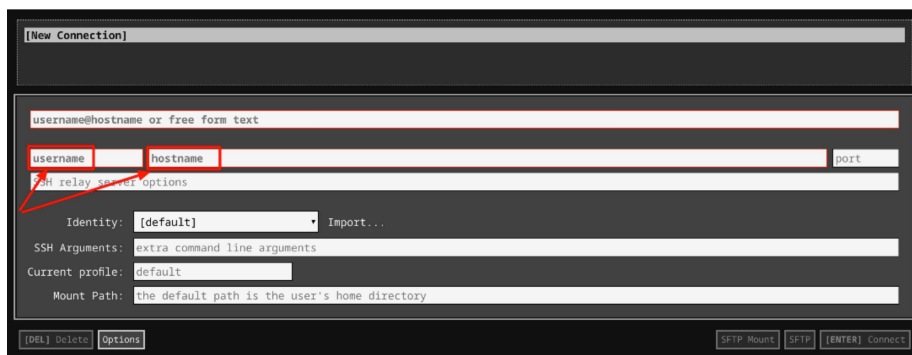 [New Connection]
username@hostname or free form text
username hostname port
SSH relay server options
Identity: [default] Import...
SSH Arguments: extra command line arguments
Current profile: default
Mount Path: the default path is the user's home directory
[DEL] Delete Options SFTP Mount SFTP [ENTER] Connect